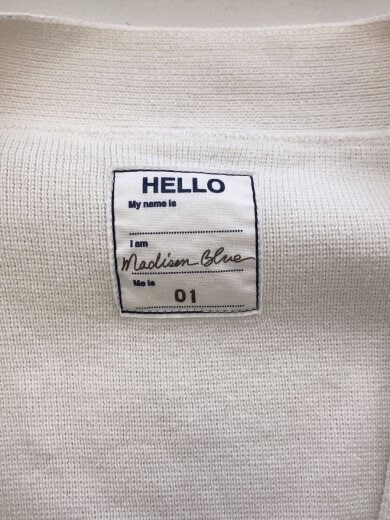 HELLO
My name is
I am
Madison Blue
Me is
01